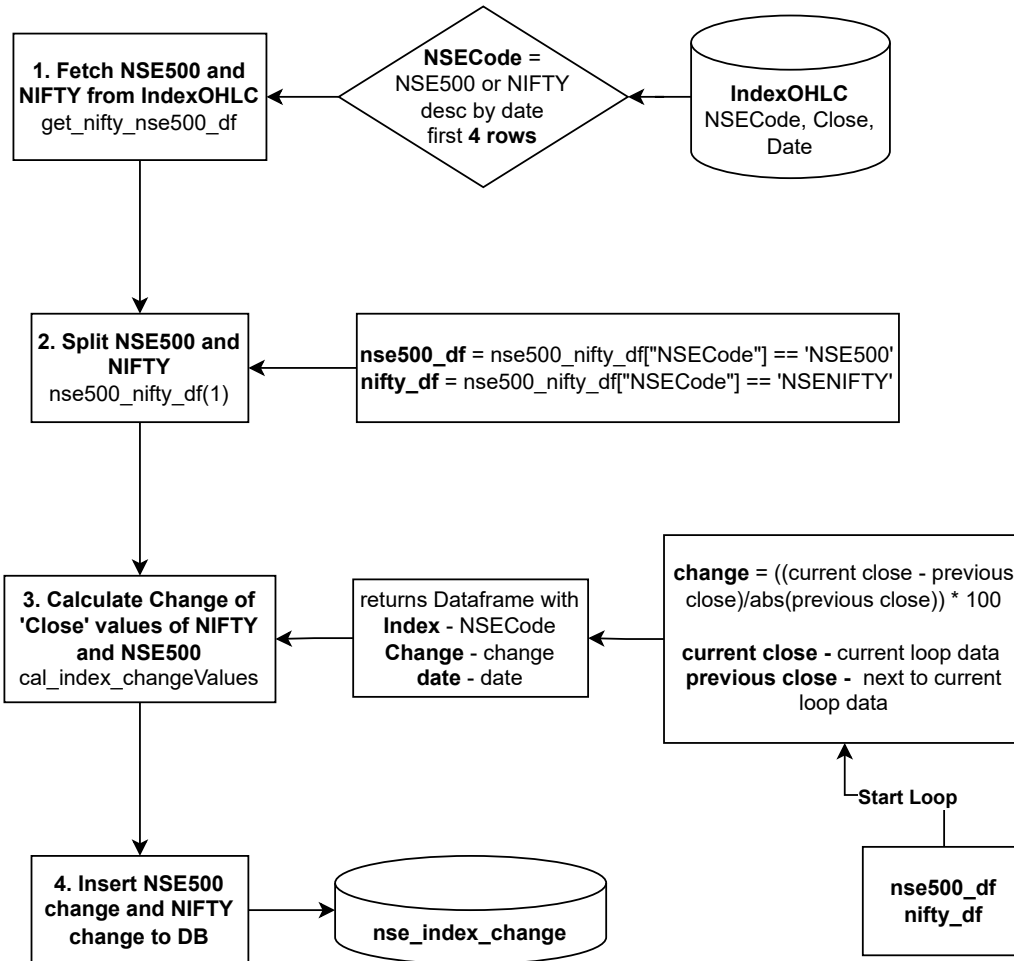 1. Fetch NSE500 and
NIFTY from IndexOHLC
get_nifty_nse500_df
NSECode =
NSE500 or NIFTY
desc by date
first 4 rows
IndexOHLC
NSECode, Close,
Date
2. Split NSE500 and
NIFTY
nse500_nifty_df(1)
nse500_df = nse500_nifty_df["NSECode"] == 'NSE500'
nifty_df = nse500_nifty_df["NSECode"] == 'NSENIFTY'
3. Calculate Change of
'Close' values of NIFTY
and NSE500
cal_index_changeValues
returns Dataframe with
Index - NSECode
Change - change
date - date
change = ((current close - previous
close)/abs(previous close)) * 100
current close - current loop data
previous close - next to current
loop data
Start Loop
nse500_df
nifty_df
4. Insert NSE500
change and NIFTY
change to DB
nse_index_change